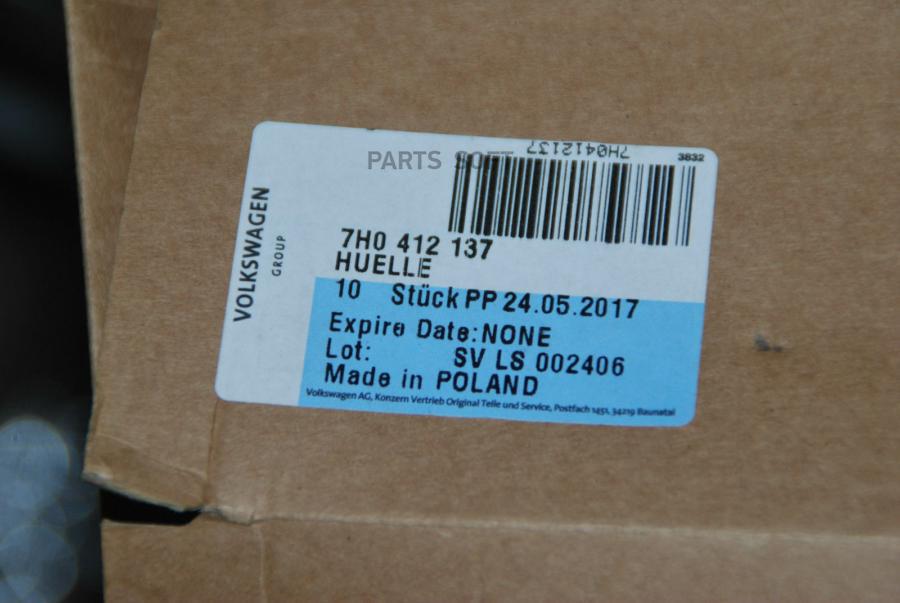 PARTS SOFT
7H0412137
3832
VOLKSWAGEN
GROUP
7H0 412 137
HUELLE
10 Stück PP 24.05.2017
Expire Date:NONE
Lot: SV LS 002406
Made in POLAND
Volkswagen AG, Konzern Vertrieb Original Teile und Service, Postfach 1451, 34219 Baunatal